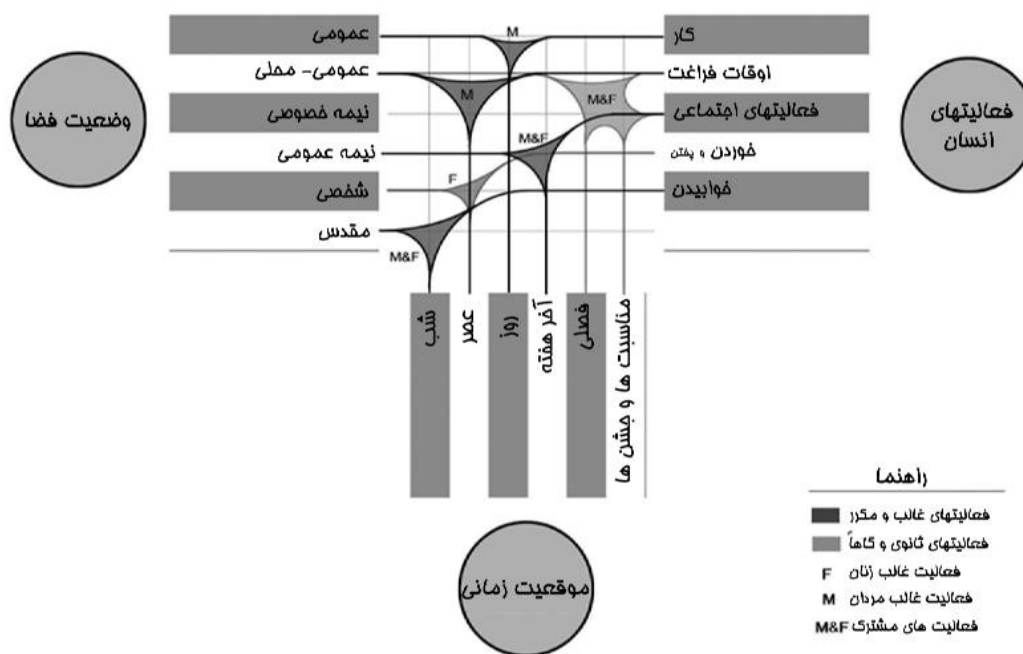 فعالیتهای
انسان
کار
اوقات فراغت
فعالیتهای اجتماعی
خوردن و پختن
خوابیدن
عمومی
عمومی- محلی
نیمه خصوصی
نیمه عمومی
شخصی
مقدس
وضعیت فضا
M
M
M&F
M&F
F
M&F
شب
عصر
روز
آخر هفته
فصلی
مناسبت ها و جشن ها
موقعیت زمانی
راهنما
فعالیتهای غالب و مکرر
فعالیتهای ثانوی و گاهاً
F فعالیت غالب زنان
M فعالیت غالب مردان
M&F فعالیت های مشترک